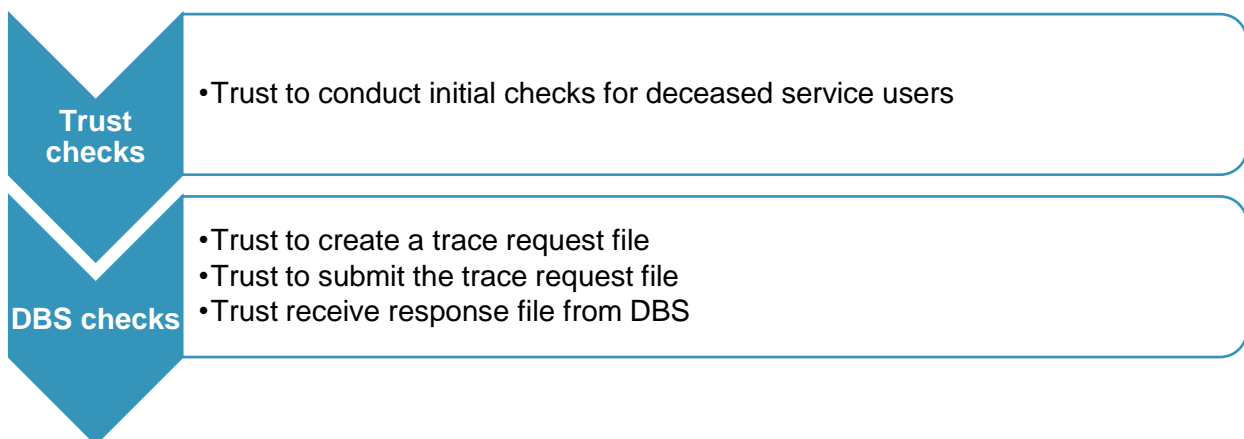 Trust
checks
•Trust to conduct initial checks for deceased service users
DBS checks
•Trust to create a trace request file
•Trust to submit the trace request file
•Trust receive response file from DBS